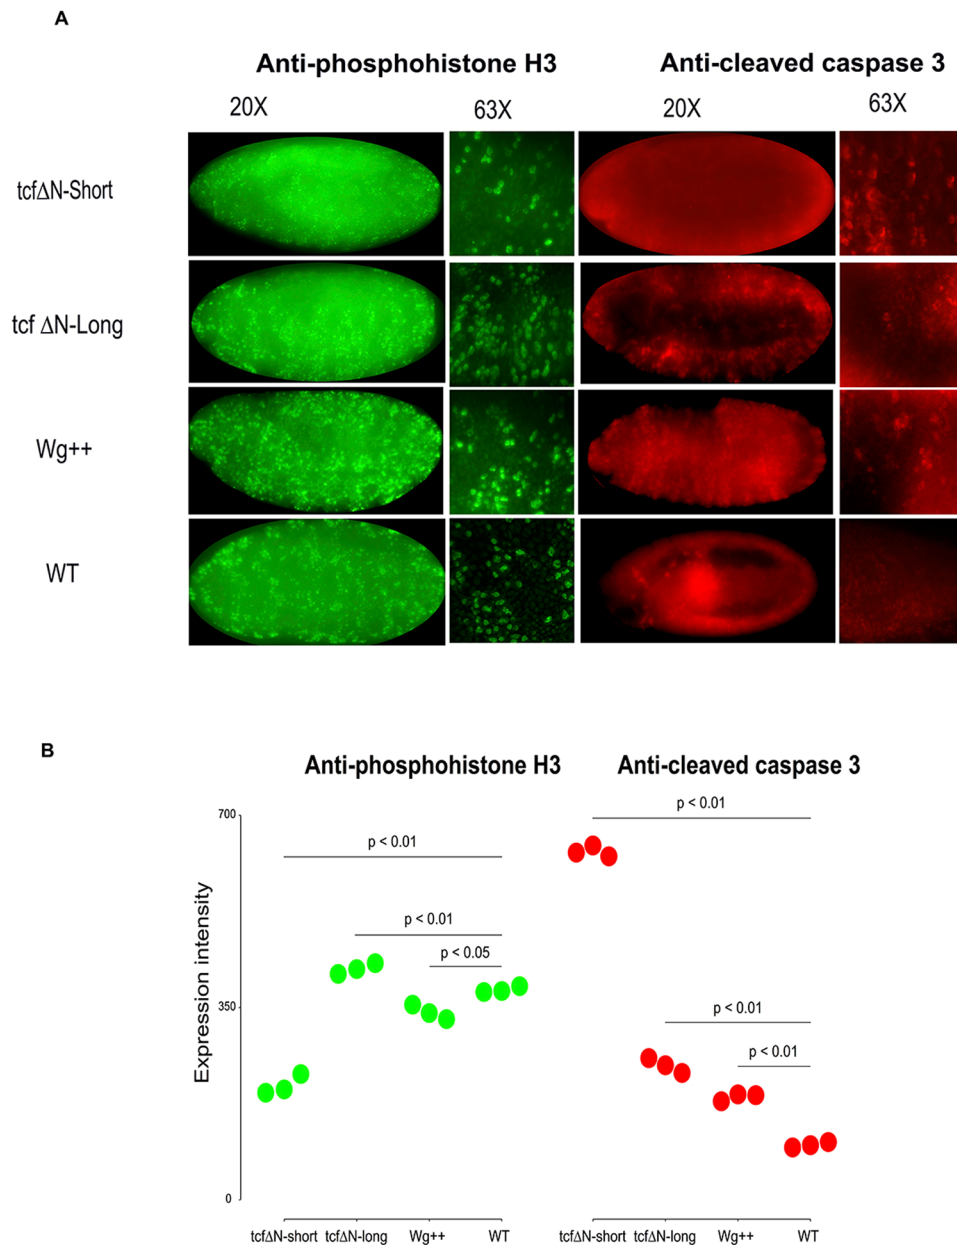 A
Anti-phosphohistone H3
Anti-cleaved caspase 3
20X
63X
20X
63X
tcfΔN-Short
tcf ΔN-Long
Wg++
WT
B
Anti-phosphohistone H3
Anti-cleaved caspase 3
700
p < 0.01
p < 0.01
p < 0.01
p < 0.05
350
p < 0.01
p < 0.01
Expression intensity
0
tcfΔN-short
tcfΔN-long
Wg++
WT
tcfΔN-short
tcfΔN-long
Wg++
WT